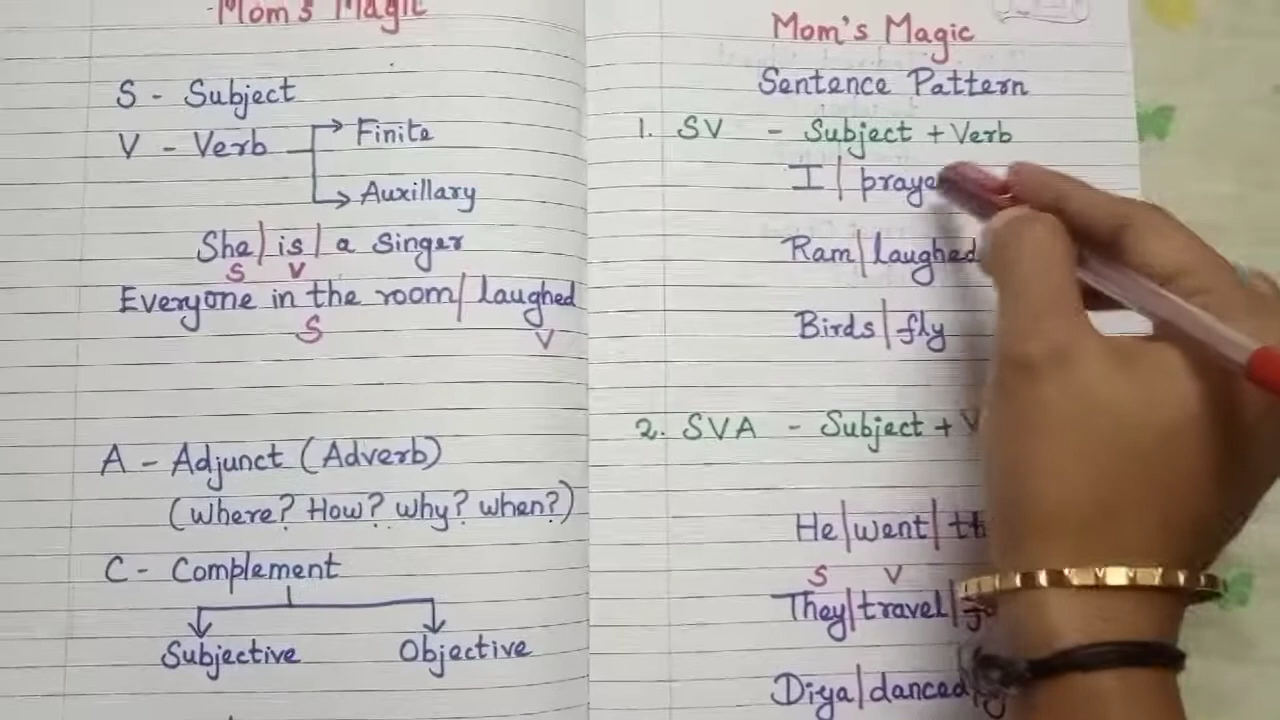 Mom's Magic
S - Subject
V - Verb
Finite
Auxillary
She| is| a Singer
S V
Everyone in the room| laughed
S V
A - Adjunct (Adverb)
(Where? How? Why? When?)
C - Complement
Subjective Objective
Mom's Magic
Sentence Pattern
1. SV - Subject + Verb
I|
Ram| laughed
Birds| fly
2. SVA - Subject +
He|went|
S V
They|travel|
Diya|danced